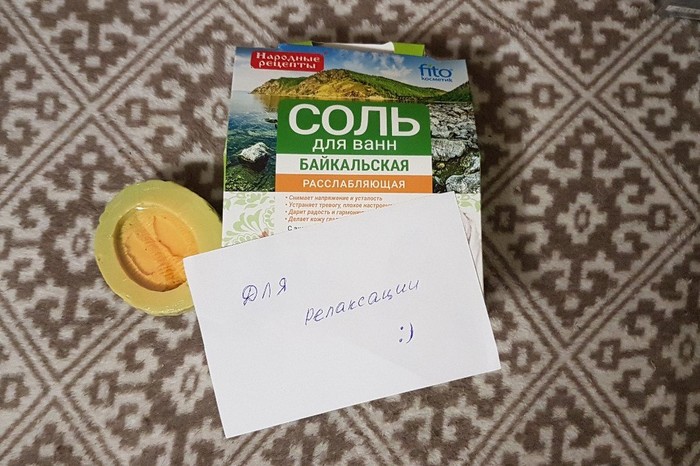 Народные
рецепты
fito
косметик
СОЛЬ
для ванн
БАЙКАЛЬСКАЯ
РАССЛАБЛЯЮЩАЯ
• Снимает напряжение и усталость
• Устраняет тревогу, плохое настроение
• Дарит радость и
• Делает кожу
ДЛЯ
релаксации
:)